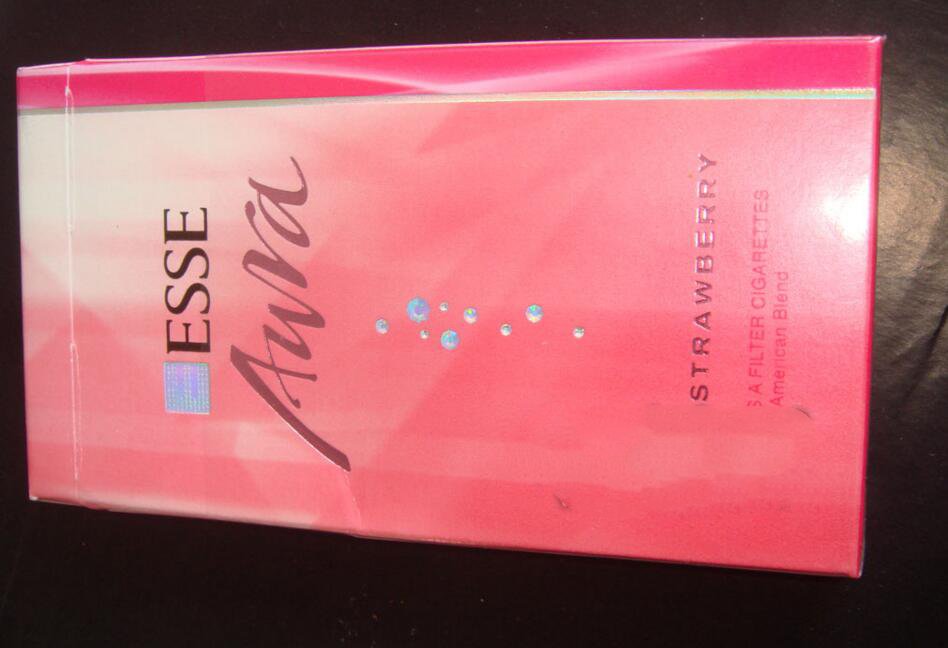 ESSE
Aura
STRAWBERRY
A FILTER CIGARETTES
American Blend